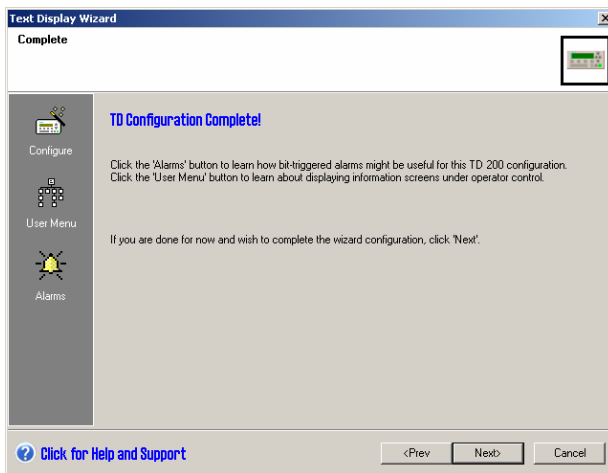 Text Display Wizard
Complete
Configure
User Menu
Alarms
TD Configuration Complete!
Click the 'Alarms' button to learn how bit-triggered alarms might be useful for this TD 200 configuration.
Click the 'User Menu' button to learn about displaying information screens under operator control.
If you are done for now and wish to complete the wizard configuration, click 'Next'.
Click for Help and Support
<Prev
Next>
Cancel